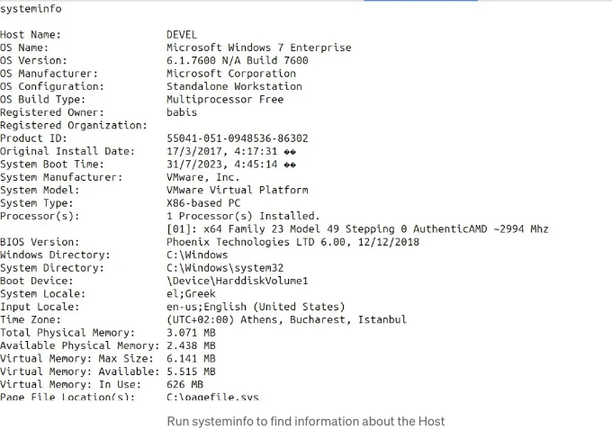 systeminfo
Host Name: DEVEL
OS Name: Microsoft Windows 7 Enterprise
OS Version: 6.1.7600 N/A Build 7600
OS Manufacturer: Microsoft Corporation
OS Configuration: Standalone Workstation
OS Build Type: Multiprocessor Free
Registered Owner: babis
Registered Organization:
Product ID: 55041-051-0948536-86302
Original Install Date: 17/3/2017, 4:17:31 ��
System Boot Time: 31/7/2023, 4:45:14 ��
System Manufacturer: VMware, Inc.
System Model: VMware Virtual Platform
System Type: X86-based PC
Processor(s): 1 Processor(s) Installed.
[01]: x64 Family 23 Model 49 Stepping 0 AuthenticAMD ~2994 Mhz
BIOS Version: Phoenix Technologies LTD 6.00, 12/12/2018
Windows Directory: C:\Windows
System Directory: C:\Windows\system32
Boot Device: \Device\HarddiskVolume1
System Locale: el;Greek
Input Locale: en-us;English (United States)
Time Zone: (UTC+02:00) Athens, Bucharest, Istanbul
Total Physical Memory: 3.071 MB
Available Physical Memory: 2.438 MB
Virtual Memory: Max Size: 6.141 MB
Virtual Memory: Available: 5.515 MB
Virtual Memory: In Use: 626 MB
Page File Location(s): C:\pagefile.sys
Run systeminfo to find information about the Host